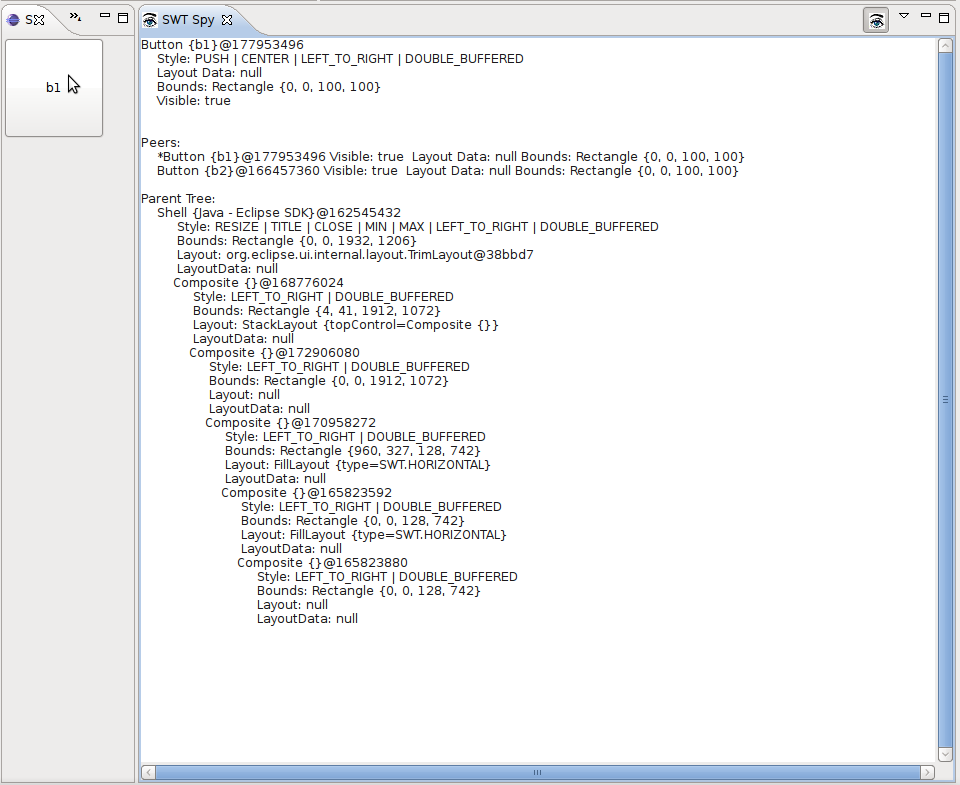 S
SWT Spy
b1
Button {b1}@177953496
Style: PUSH | CENTER | LEFT_TO_RIGHT | DOUBLE_BUFFERED
Layout Data: null
Bounds: Rectangle {0, 0, 100, 100}
Visible: true
Peers:
*Button {b1}@177953496 Visible: true  Layout Data: null Bounds: Rectangle {0, 0, 100, 100}
Button {b2}@166457360 Visible: true  Layout Data: null Bounds: Rectangle {0, 0, 100, 100}
Parent Tree:
Shell {Java - Eclipse SDK}@162545432
Style: RESIZE | TITLE | CLOSE | MIN | MAX | LEFT_TO_RIGHT | DOUBLE_BUFFERED
Bounds: Rectangle {0, 0, 1932, 1206}
Layout: org.eclipse.ui.internal.layout.TrimLayout@38bbd7
LayoutData: null
Composite {}@168776024
Style: LEFT_TO_RIGHT | DOUBLE_BUFFERED
Bounds: Rectangle {4, 41, 1912, 1072}
Layout: StackLayout {topControl=Composite {}}
LayoutData: null
Composite {}@172906080
Style: LEFT_TO_RIGHT | DOUBLE_BUFFERED
Bounds: Rectangle {0, 0, 1912, 1072}
Layout: null
LayoutData: null
Composite {}@170958272
Style: LEFT_TO_RIGHT | DOUBLE_BUFFERED
Bounds: Rectangle {960, 327, 128, 742}
Layout: FillLayout {type=SWT.HORIZONTAL}
LayoutData: null
Composite {}@165823592
Style: LEFT_TO_RIGHT | DOUBLE_BUFFERED
Bounds: Rectangle {0, 0, 128, 742}
Layout: FillLayout {type=SWT.HORIZONTAL}
LayoutData: null
Composite {}@165823880
Style: LEFT_TO_RIGHT | DOUBLE_BUFFERED
Bounds: Rectangle {0, 0, 128, 742}
Layout: null
LayoutData: null